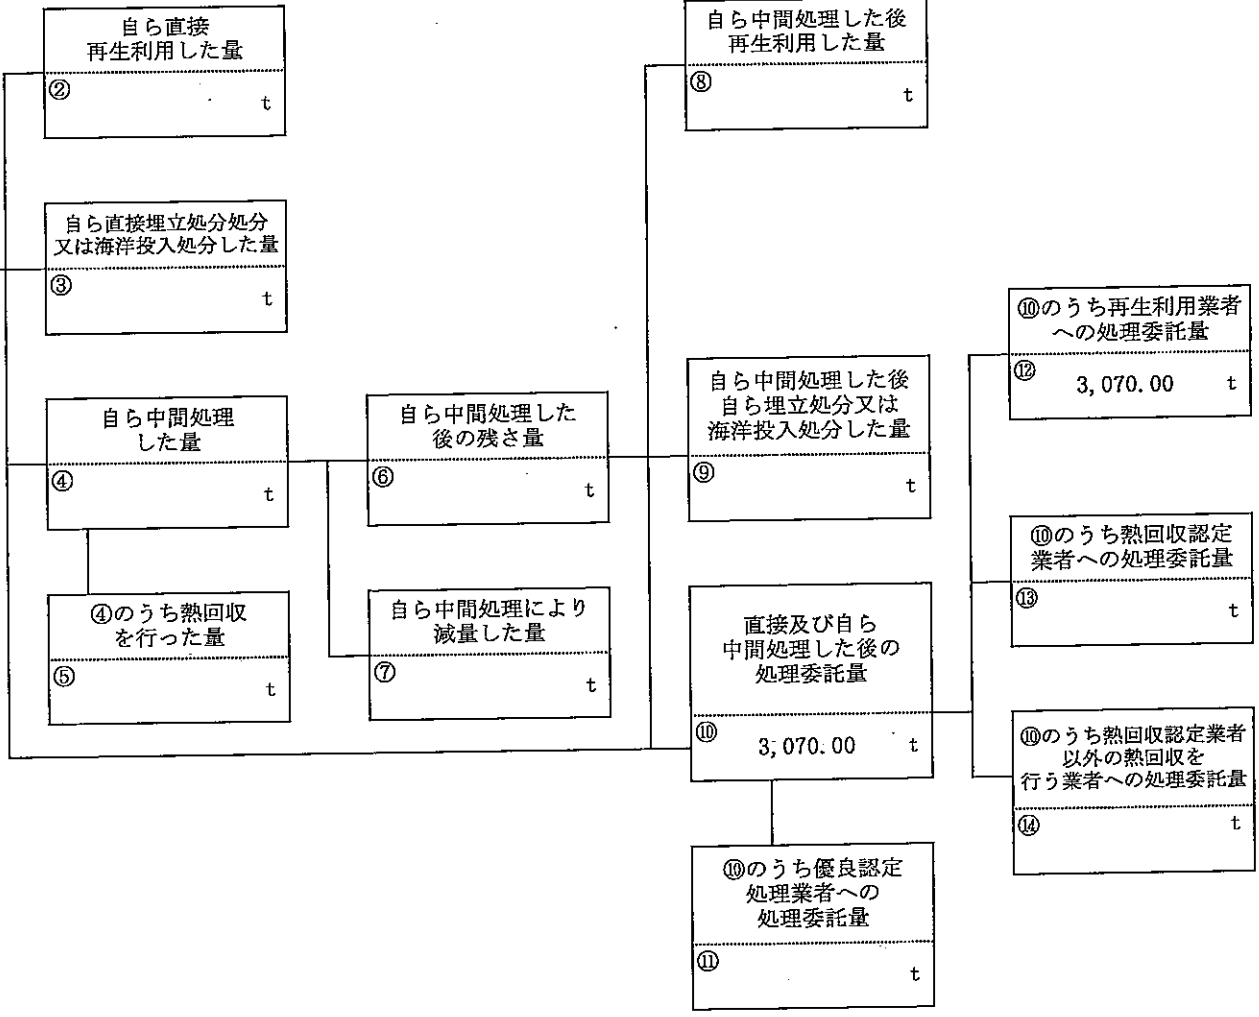 自ら直接
再生利用した量
② t
自ら中間処理した後
再生利用した量
⑧ t
自ら直接埋立処分処分
又は海洋投入処分した量
③ t
⑩のうち再生利用業者
への処理委託量
⑫ 3,070.00 t
自ら中間処理
した量
④ t
自ら中間処理した
後の残さ量
⑥ t
自ら中間処理した後
自ら埋立処分又は
海洋投入処分した量
⑨ t
⑩のうち熱回収認定
業者への処理委託量
⑬ t
④のうち熱回収
を行った量
⑤ t
自ら中間処理により
減量した量
⑦ t
直接及び自ら
中間処理した後の
処理委託量
⑩ 3,070.00 t
⑩のうち熱回収認定業者
以外の熱回収を
行う業者への処理委託量
⑭ t
⑩のうち優良認定
処理業者への
処理委託量
⑪ t